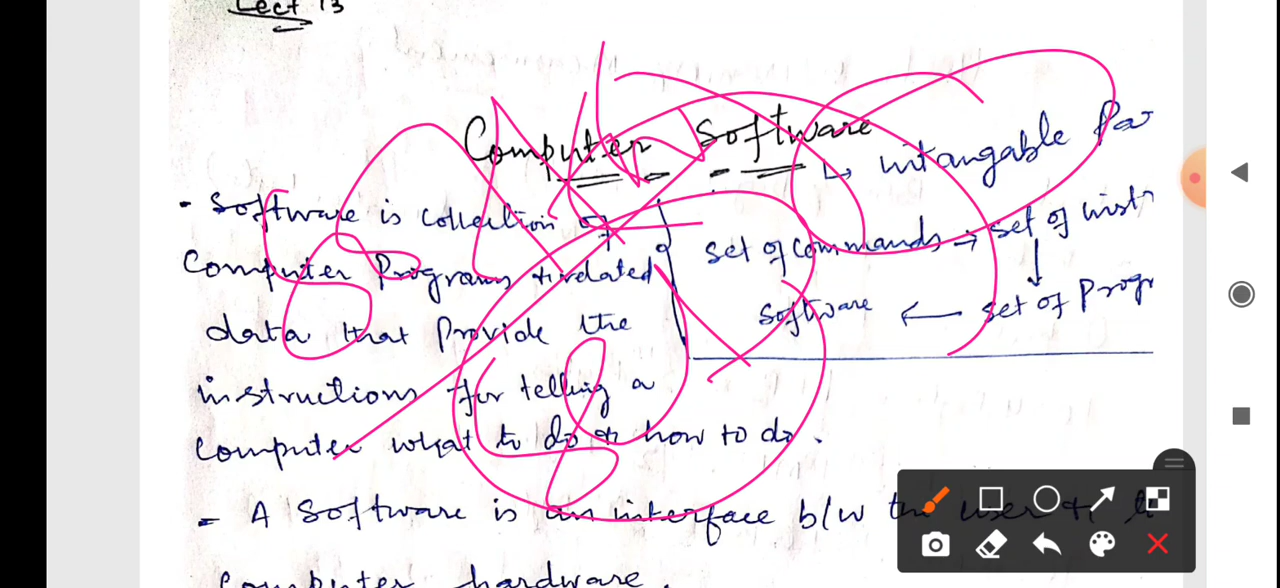 Lect 13
Computer Software
↳ intangable Par
- Software is collection of
Computer Programs + related
data that Provide the
instructions for telling a
Computer what to do & how to do.
set of commands → set of instr
↓
Software ← set of Progr
- A Software is an interface b/w the user & t
Computer hardware.